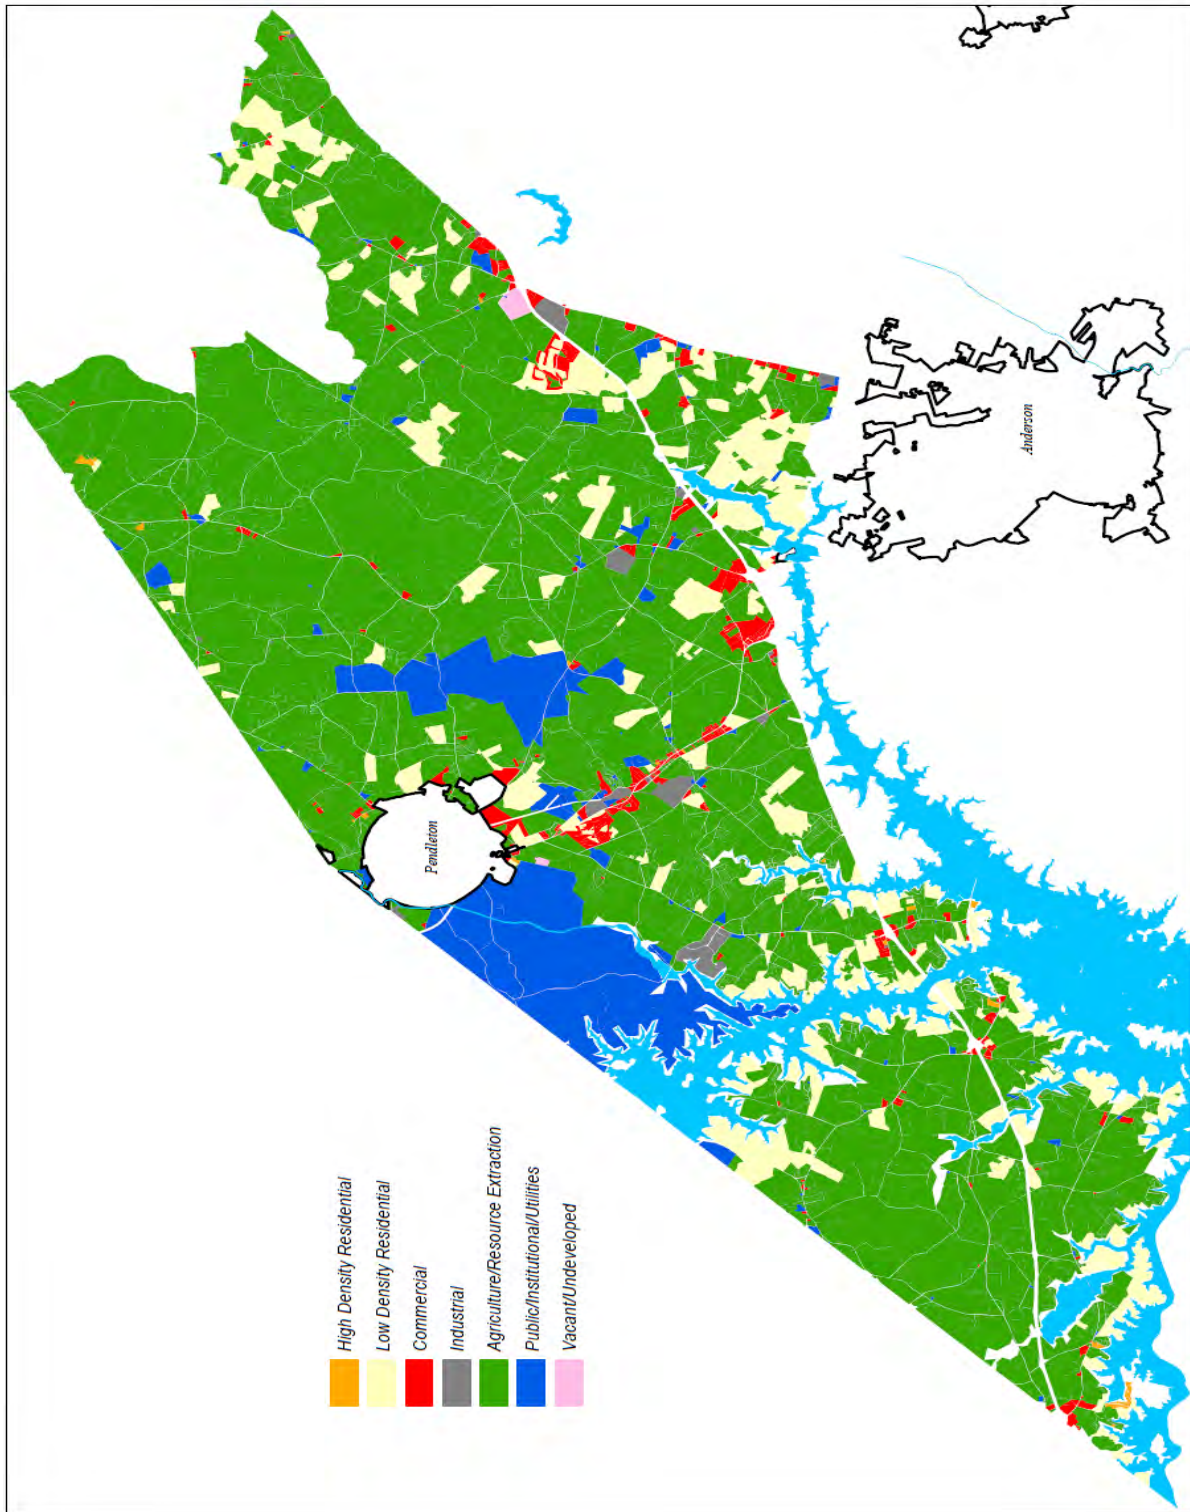 High Density Residential
Low Density Residential
Commercial
Industrial
Agriculture/Resource Extraction
Public/Institutional/Utilities
Vacant/Undeveloped
Pendleton
Anderson